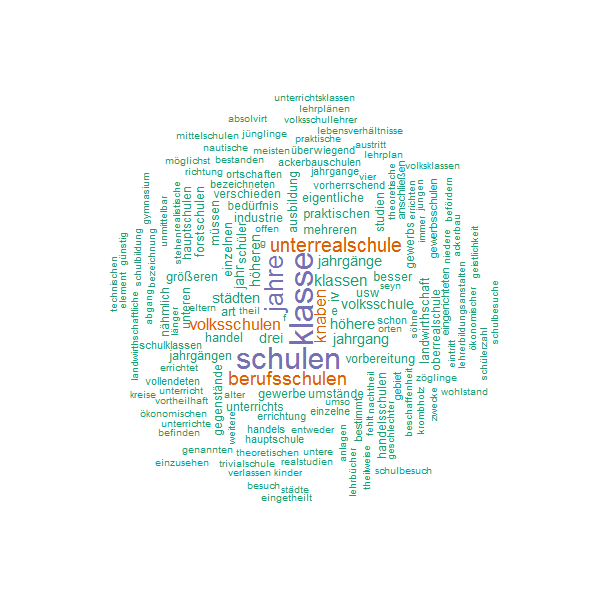 unterrichtsklassen
lehrplänen
absolvirt
volksschullehrer
lebensverhältnisse
mittelschulen
jünglinge
praktische
nautische
meisten
überwiegend
austritt
möglichst
bestanden
ackerbauschulen
lehrplan
richtung
ortschaften
jahrgange
vier
volksklassen
bezeichneten
vorherrschend
verschieden
eigentliche
bedürfnis
praktischen
industrie
offen
mehreren
gymnasium
unmittelbar
stehen
realistische
hauptschulen
forstschulen
müssen
einzelnen
jahr
schüler
höheren
g
ausbildung
studien
theoretische
anschließen
gewerbs
errichten
immer
jungen
gewerbsschulen
niedere
befördern
ackerbau
geistlichkeit
unterrealschule
jahre
klasse
jahrgänge
klassen
besser
seyn
technischen
element
günstig
landwirthschaftliche
schulbildung
abgang
bezeichnung
nähmlich
länger
unteren
größeren
städten
eltern
art
theil
f
volksschulen
handel
drei
knaben
e
iv
usw
volksschule
höhere
schon
orten
jahrgang
söhne
landwirthschaft
oberrealschule
eingerichteten
eintritt
lehrerbildungsanstalten
ökonomischer
schülerzahl
schulbesuche
schulklassen
jahrgängen
schulen
vorbereitung
errichtet
vollendeten
berufsschulen
zöglinge
kreise
unterricht
vortheilhaft
alter
gewerbe
umstände
wohlstand
ökonomischen
gegenstände
unterrichts
umso
einzelne
unterrichte
weitere
errichtung
befinden
handels
entweder
hauptschule
bestimmt
fehlt
nachtheil
handelsschulen
geschlechter
gebiet
beschaffenheit
krombholz
zwecke
genannten
theoretischen
untere
anlagen
einzusehen
trivialschule
realstudien
lehrbücher
theilweise
schulbesuch
verlassen
kinder
besuch
städte
eingetheilt